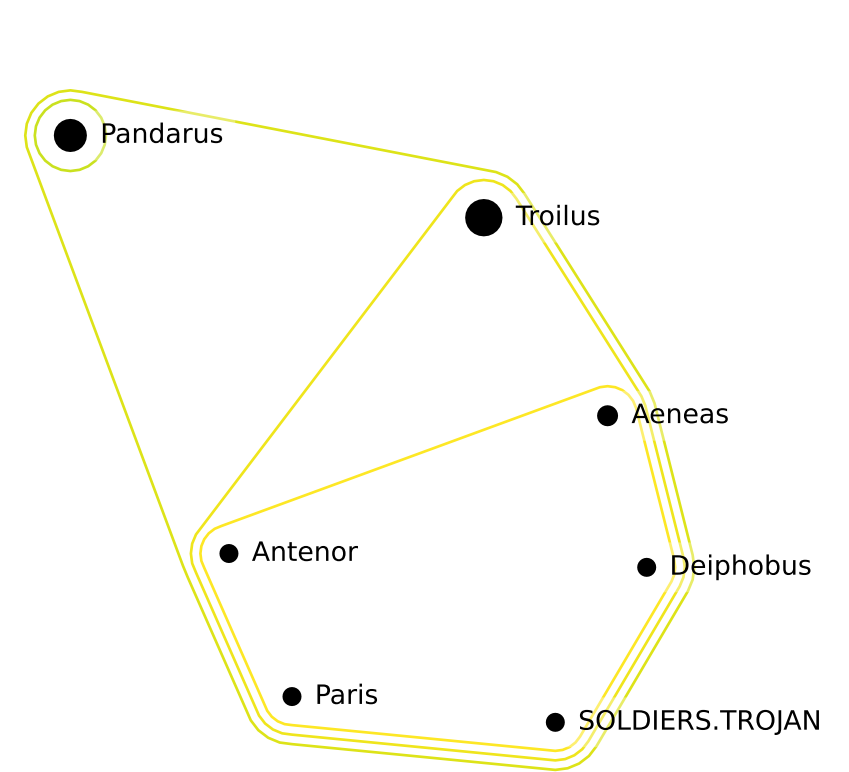 Pandarus
Troilus
Aeneas
Antenor
Deiphobus
Paris
SOLDIERS.TROJAN